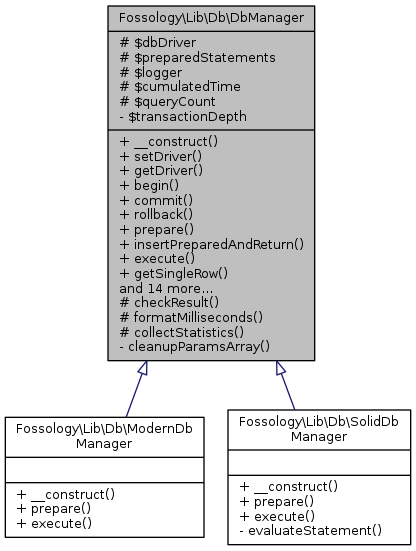 Fossology\Lib\Db\DbManager
# $dbDriver
# $preparedStatements
# $logger
# $cumulatedTime
# $queryCount
- $transactionDepth
+ __construct()
+ setDriver()
+ getDriver()
+ begin()
+ commit()
+ rollback()
+ prepare()
+ insertPreparedAndReturn()
+ execute()
+ getSingleRow()
and 14 more...
# checkResult()
# formatMilliseconds()
# collectStatistics()
- cleanupParamsArray()
Fossology\Lib\Db\ModernDb
Manager
+ __construct()
+ prepare()
+ execute()
Fossology\Lib\Db\SolidDb
Manager
+ __construct()
+ prepare()
+ execute()
- evaluateStatement()